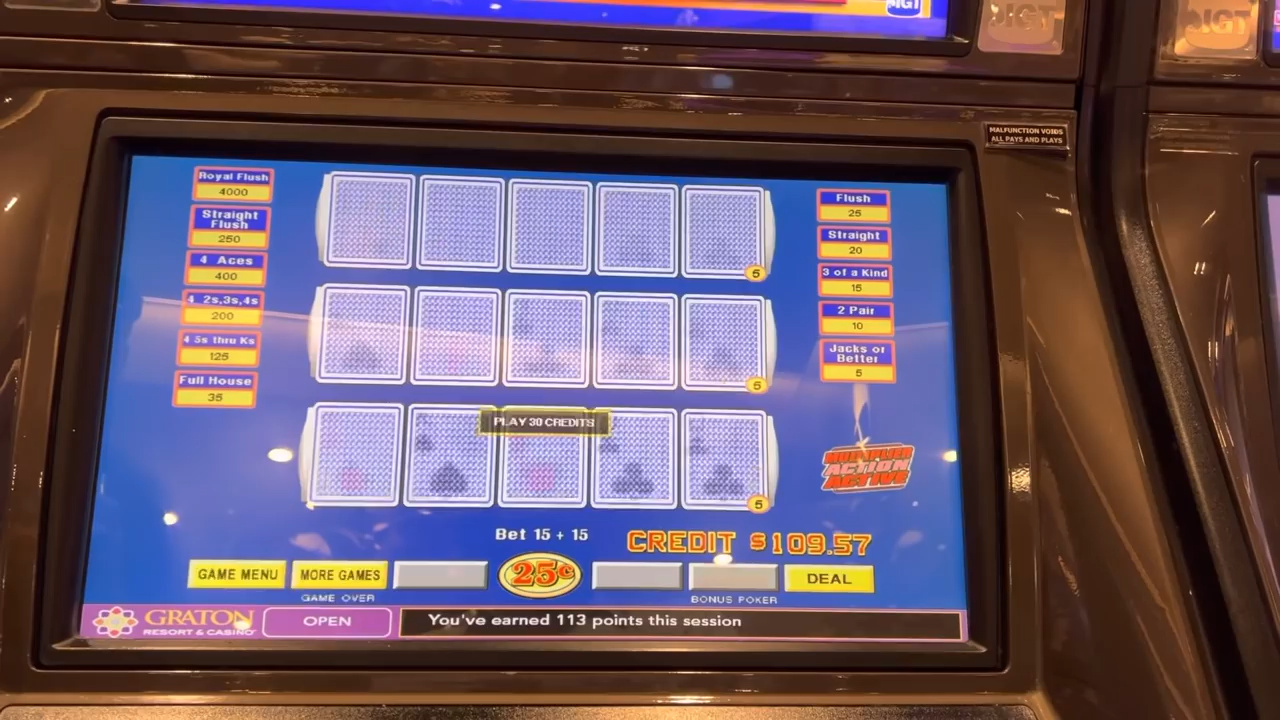 IGT
IGT
IGT
MALFUNCTION VOIDS
ALL PAYS AND PLAYS
Royal Flush
4000
Straight
Flush
250
4 Aces
400
4 2s,3s,4s
200
4 5s thru Ks
125
Full House
35
Flush
25
Straight
20
3 of a Kind
15
2 Pair
10
Jacks or
Better
5
5
5
PLAY 30 CREDITS
5
MULTIPLIER
ACTION
ACTIVE
Bet 15 + 15
CREDIT $109.57
GAME MENU
MORE GAMES
25¢
DEAL
GAME OVER
BONUS POKER
GRATON
RESORT & CASINO
OPEN
You've earned 113 points this session